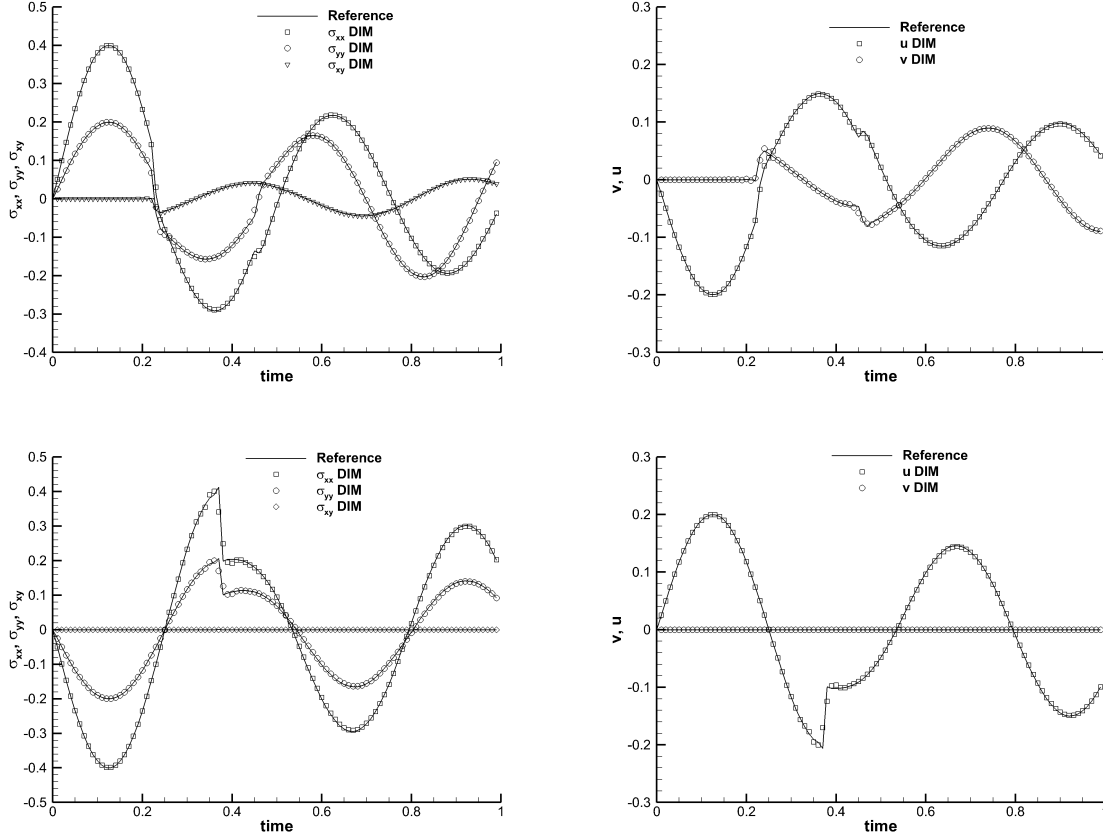 Reference
σxx DIM
σyy DIM
σxy DIM
0.5
0.4
0.3
0.2
0.1
0
-0.1
-0.2
-0.3
-0.4
σxx, σyy, σxy
0 0.2 0.4 0.6 0.8 1
time
Reference
u DIM
v DIM
0.3
0.2
0.1
0
-0.1
-0.2
-0.3
v, u
0 0.2 0.4 0.6 0.8
time
Reference
σxx DIM
σyy DIM
σxy DIM
0.5
0.4
0.3
0.2
0.1
0
-0.1
-0.2
-0.3
-0.4
-0.5
σxx, σyy, σxy
0 0.2 0.4 0.6 0.8 1
time
Reference
u DIM
v DIM
0.3
0.2
0.1
0
-0.1
-0.2
-0.3
v, u
0 0.2 0.4 0.6 0.8
time